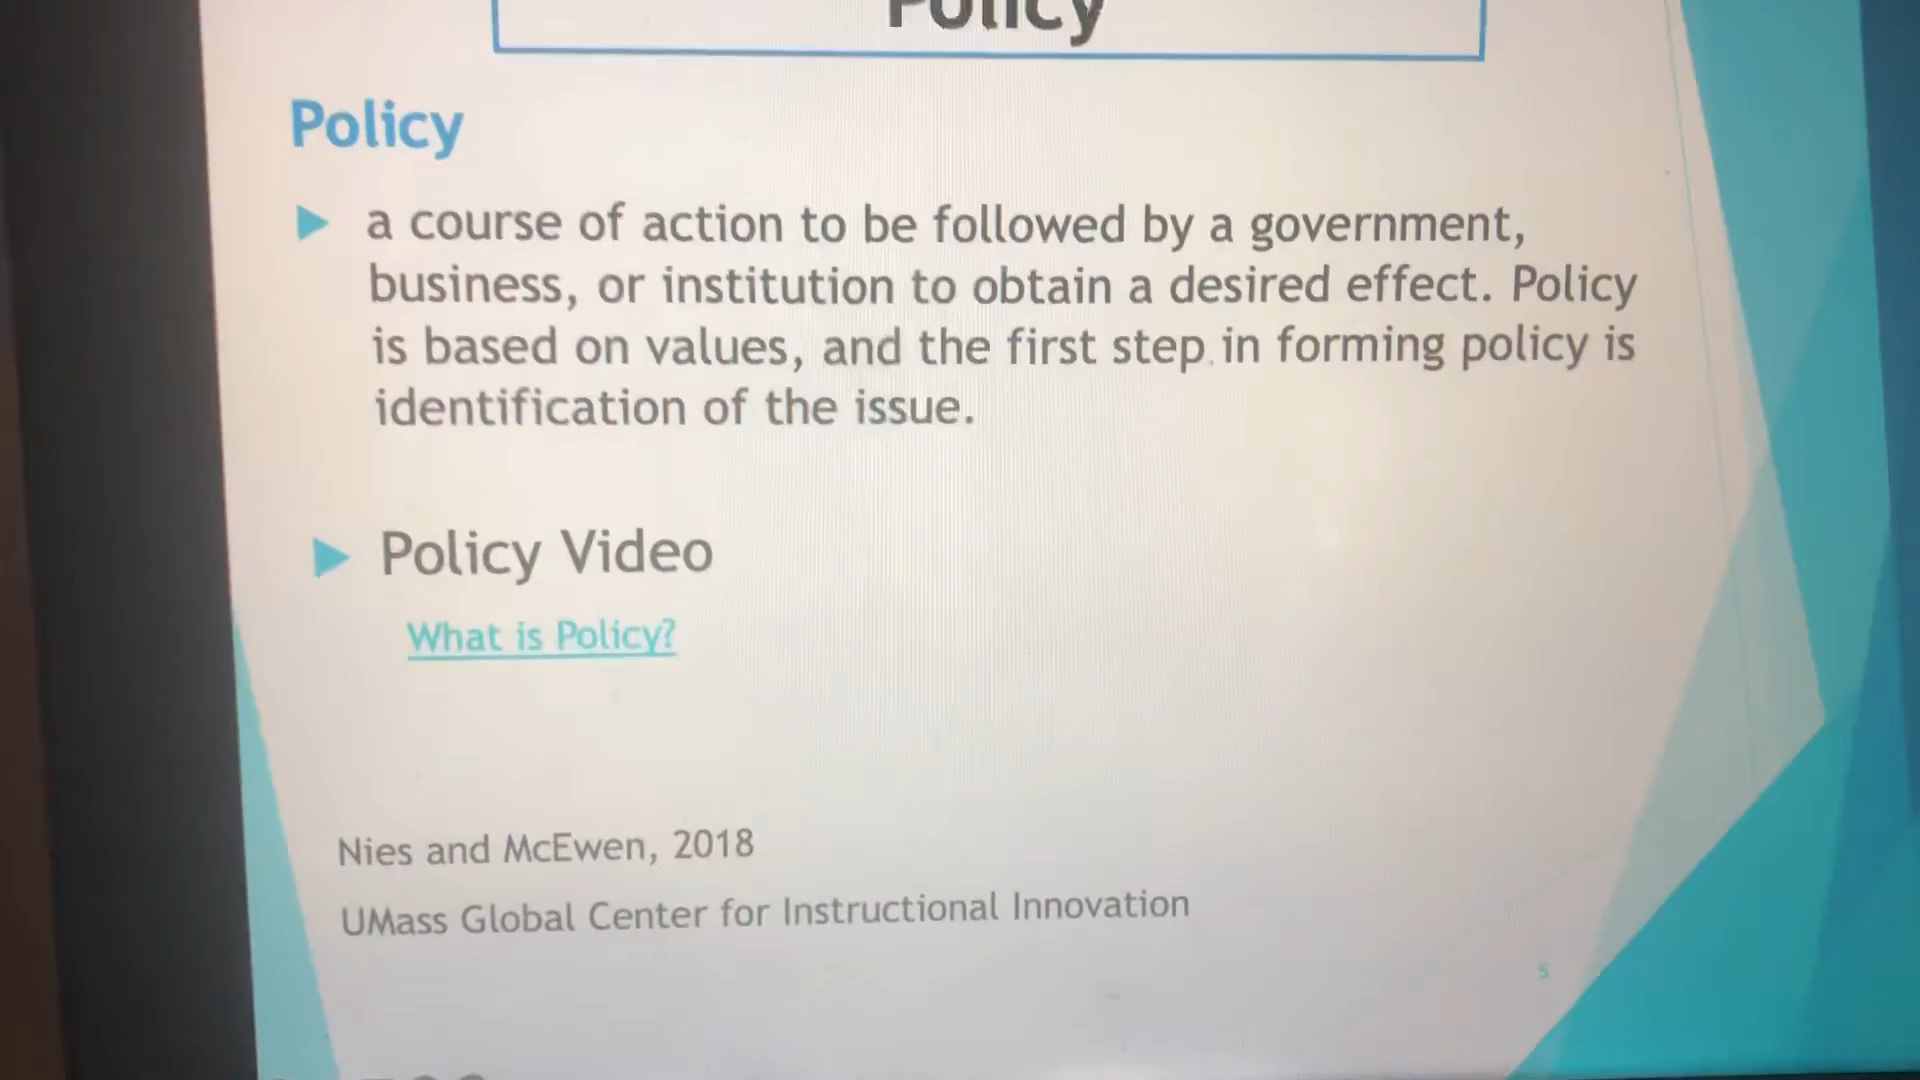 Policy
Policy
a course of action to be followed by a government,
business, or institution to obtain a desired effect. Policy
is based on values, and the first step in forming policy is
identification of the issue.
Policy Video
What is Policy?
Nies and McEwen, 2018
UMass Global Center for Instructional Innovation
5